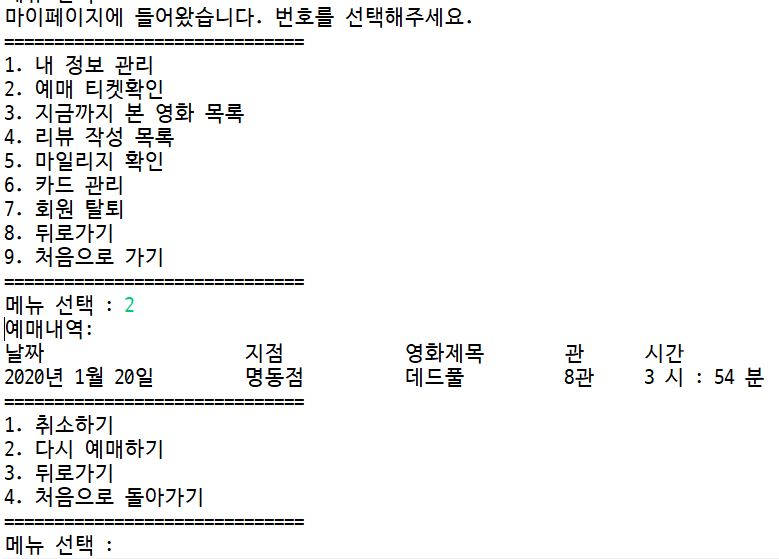 마이페이지에 들어왔습니다. 번호를 선택해주세요.
==============================
1. 내 정보 관리
2. 예매 티켓확인
3. 지금까지 본 영화 목록
4. 리뷰 작성 목록
5. 마일리지 확인
6. 카드 관리
7. 회원 탈퇴
8. 뒤로가기
9. 처음으로 가기
==============================
메뉴 선택 : 2
예매내역:
날짜 지점 영화제목 관 시간
2020년 1월 20일 명동점 데드풀 8관 3 시 : 54 분
==============================
1. 취소하기
2. 다시 예매하기
3. 뒤로가기
4. 처음으로 돌아가기
==============================
메뉴 선택 :